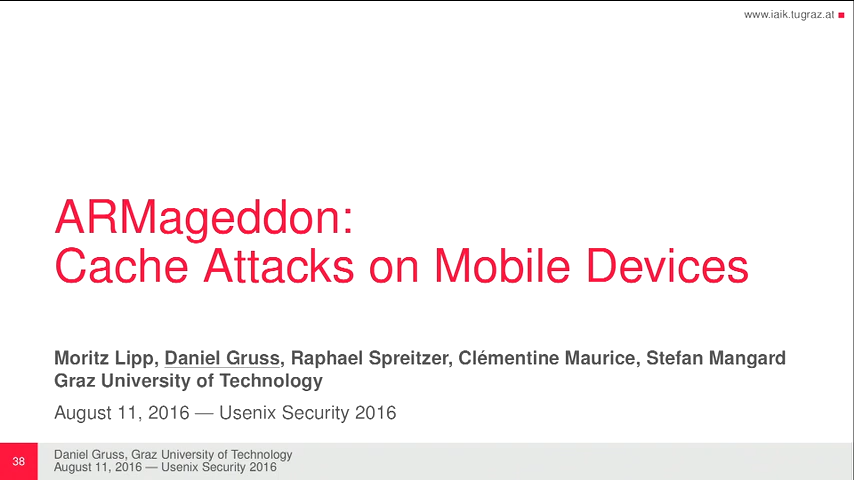 www.iaik.tugraz.at
ARMageddon:
Cache Attacks on Mobile Devices
Moritz Lipp, Daniel Gruss, Raphael Spreitzer, Clémentine Maurice, Stefan Mangard
Graz University of Technology
August 11, 2016 — Usenix Security 2016
38
Daniel Gruss, Graz University of Technology
August 11, 2016 — Usenix Security 2016